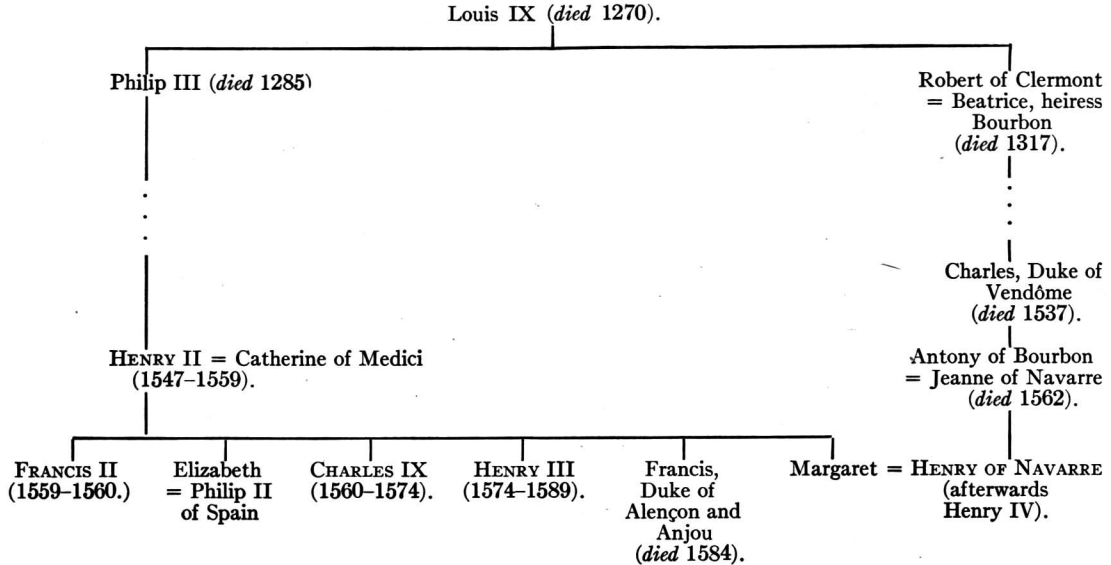 Louis IX (died 1270).
Philip III (died 1285)
Robert of Clermont
= Beatrice, heiress
Bourbon
(died 1317).
Charles, Duke of
Vendôme
(died 1537).
HENRY II = Catherine of Medici
(1547–1559).
Antony of Bourbon
= Jeanne of Navarre
(died 1562).
FRANCIS II
(1559–1560.)
Elizabeth
= Philip II
of Spain
CHARLES IX
(1560–1574).
HENRY III
(1574–1589).
Francis,
Duke of
Alençon and
Anjou
(died 1584).
Margaret = HENRY OF NAVARRE
(afterwards
Henry IV).